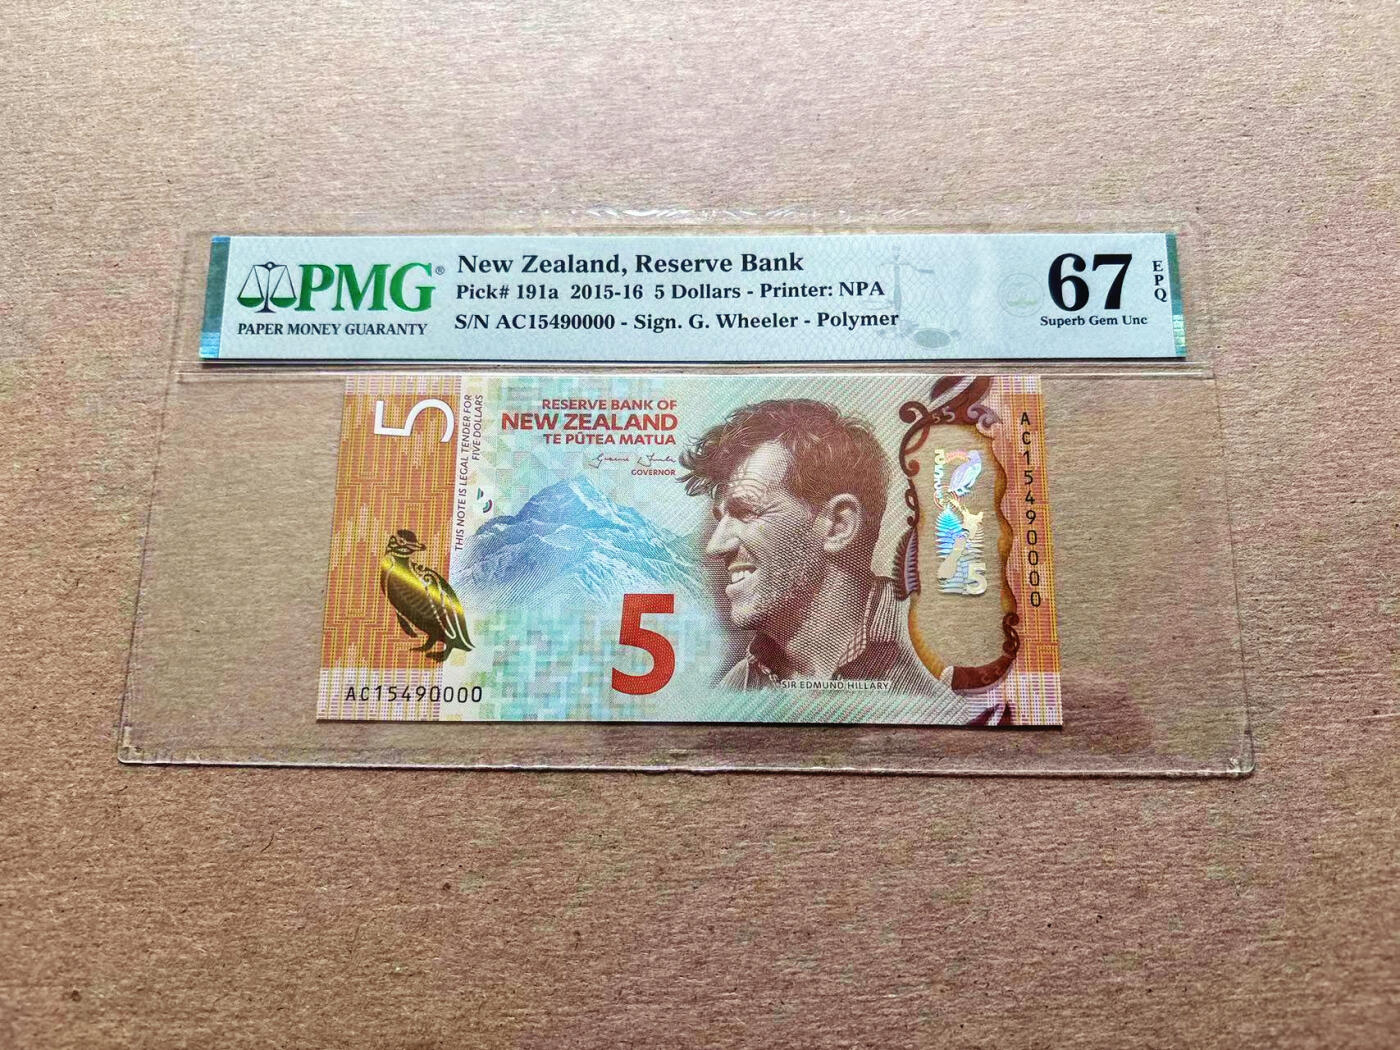 PMG®
PAPER MONEY GUARANTY
New Zealand, Reserve Bank
Pick# 191a 2015-16 5 Dollars - Printer: NPA
S/N AC15490000 - Sign. G. Wheeler - Polymer
67
EPQ
Superb Gem Unc
5
THIS NOTE IS LEGAL TENDER FOR
FIVE DOLLARS
RESERVE BANK OF
NEW ZEALAND
TE PŪTEA MATUA
GOVERNOR
5
SIR EDMUND HILLARY
AC15490000
AC15490000
5